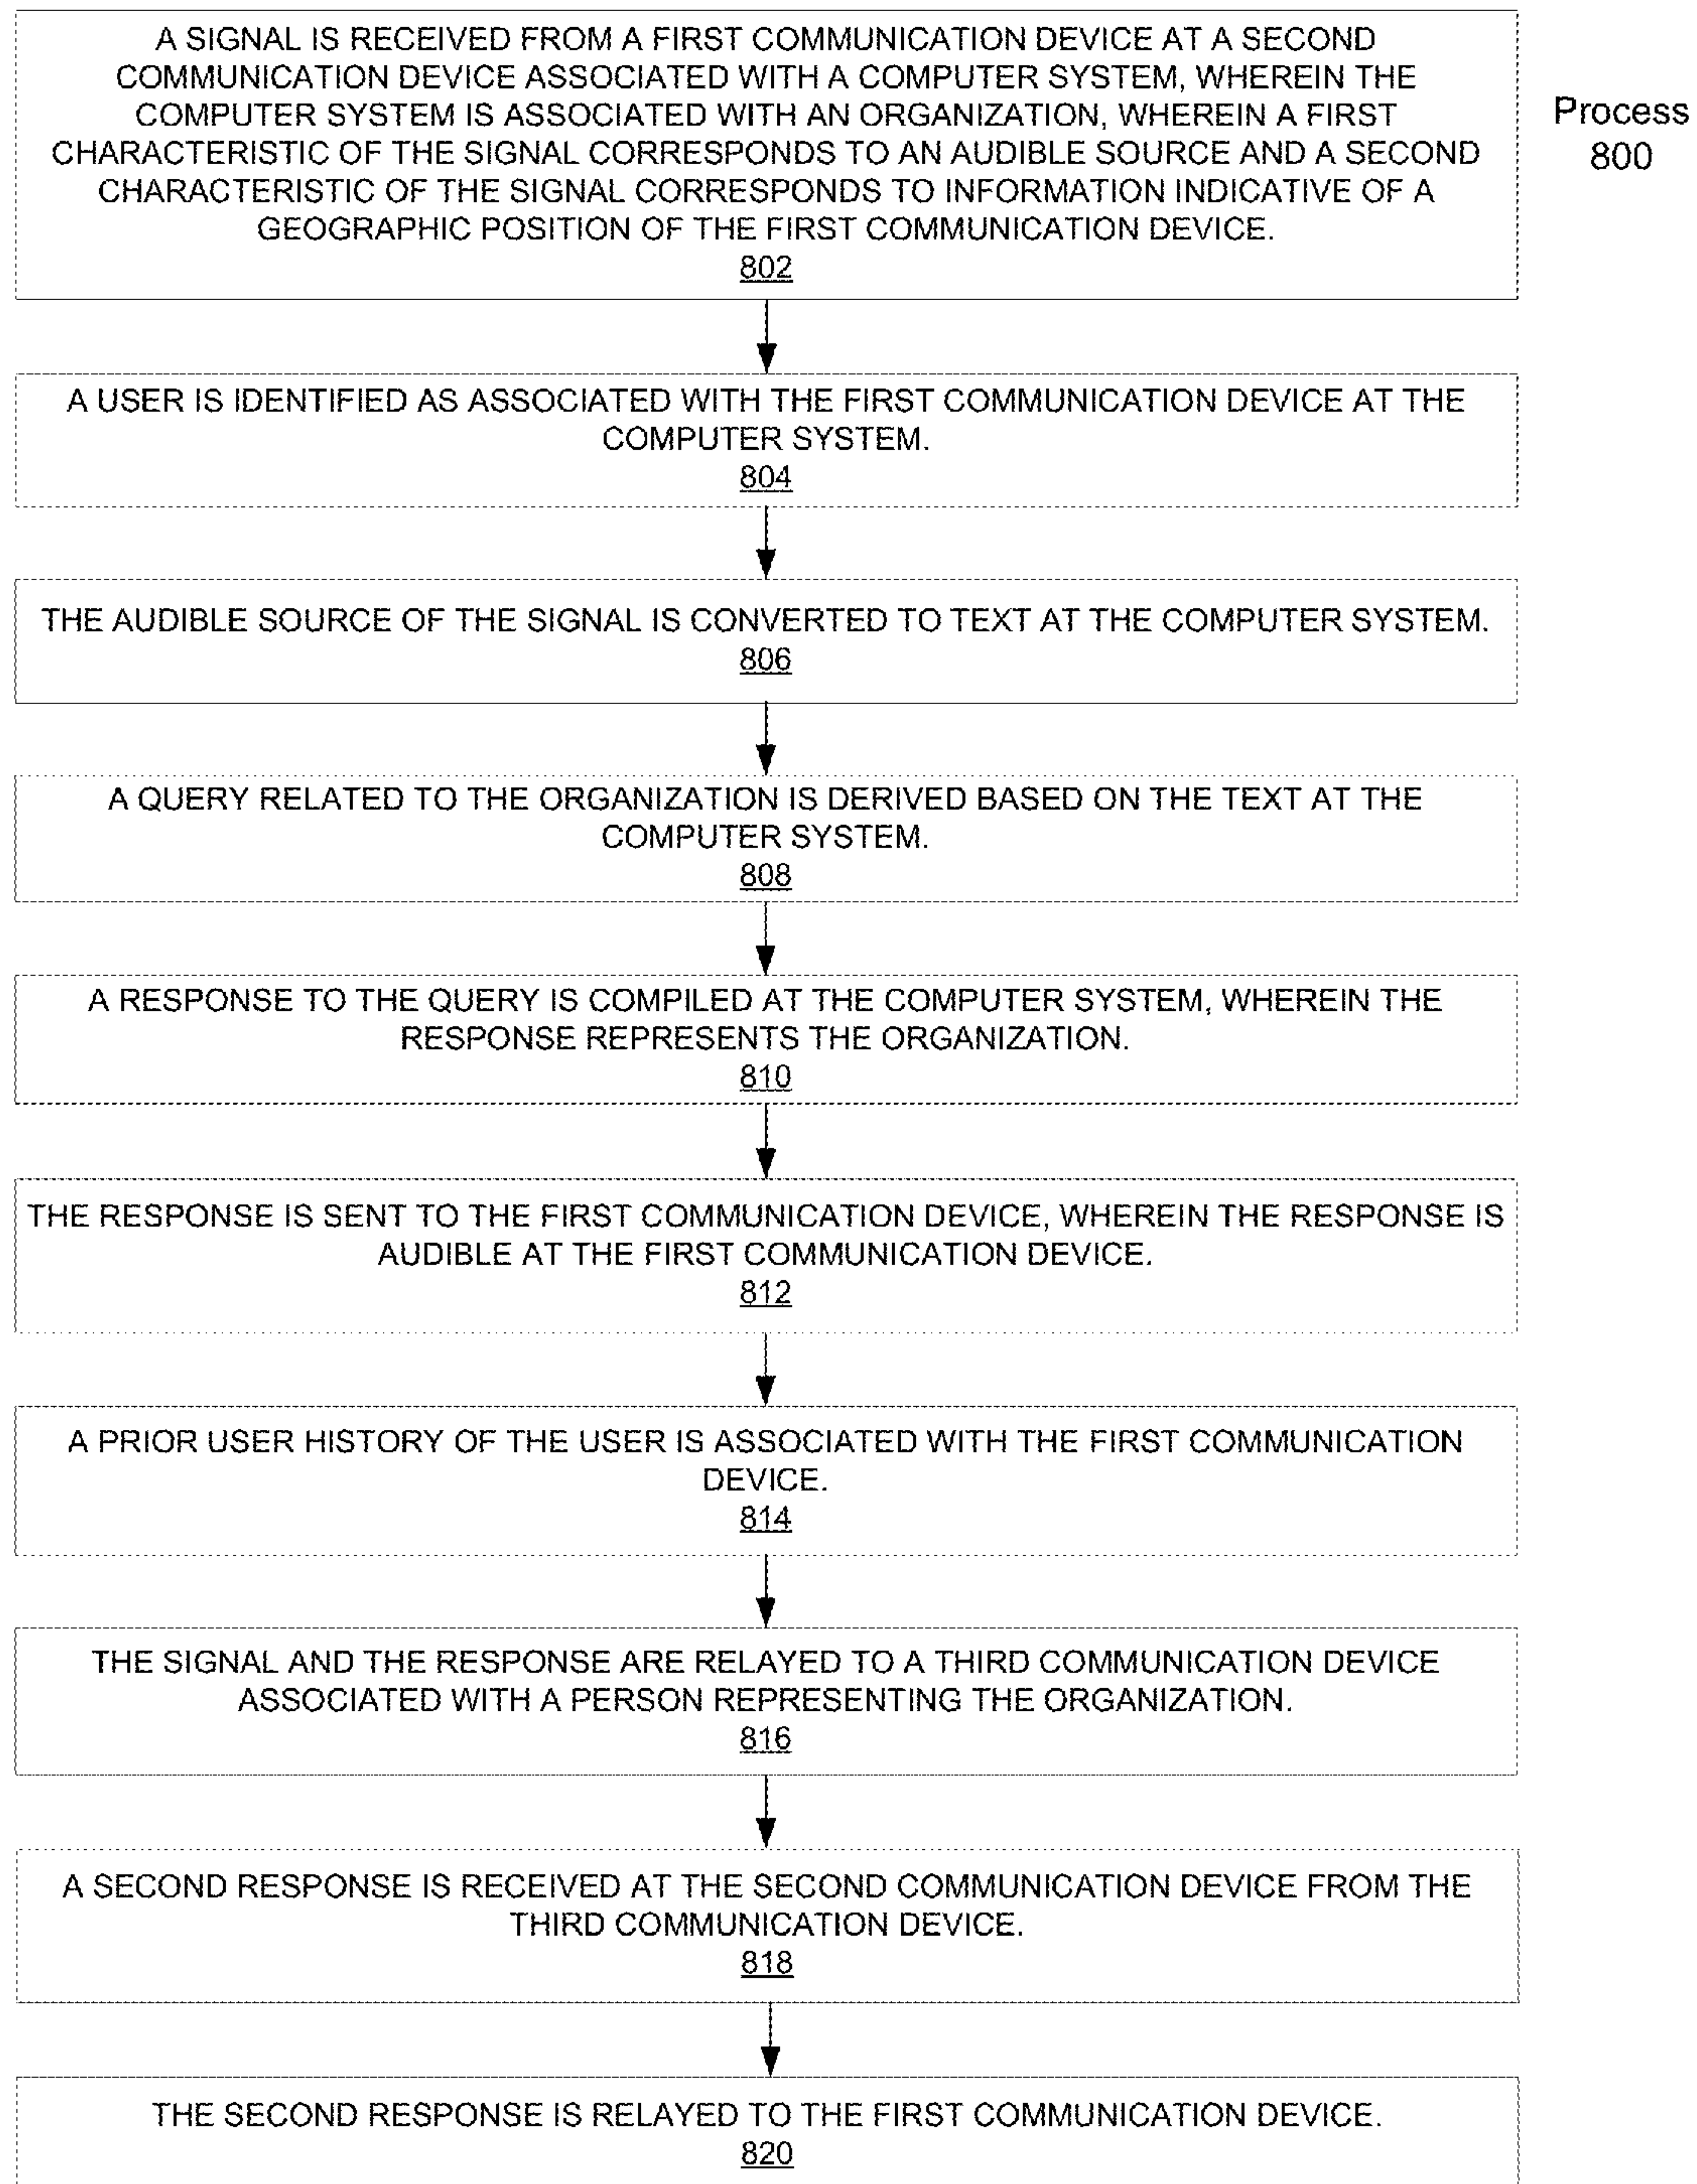 A SIGNAL IS RECEIVED FROM A FIRST COMMUNICATION DEVICE AT A SECOND
COMMUNICATION DEVICE ASSOCIATED WITH A COMPUTER SYSTEM, WHEREIN THE
COMPUTER SYSTEM IS ASSOCIATED WITH AN ORGANIZATION, WHEREIN A FIRST
CHARACTERISTIC OF THE SIGNAL CORRESPONDS TO AN AUDIBLE SOURCE AND A SECOND
CHARACTERISTIC OF THE SIGNAL CORRESPONDS TO INFORMATION INDICATIVE OF A
GEOGRAPHIC POSITION OF THE FIRST COMMUNICATION DEVICE.
802
Process
800
A USER IS IDENTIFIED AS ASSOCIATED WITH THE FIRST COMMUNICATION DEVICE AT THE
COMPUTER SYSTEM.
804
THE AUDIBLE SOURCE OF THE SIGNAL IS CONVERTED TO TEXT AT THE COMPUTER SYSTEM.
806
A QUERY RELATED TO THE ORGANIZATION IS DERIVED BASED ON THE TEXT AT THE
COMPUTER SYSTEM.
808
A RESPONSE TO THE QUERY IS COMPILED AT THE COMPUTER SYSTEM, WHEREIN THE
RESPONSE REPRESENTS THE ORGANIZATION.
810
THE RESPONSE IS SENT TO THE FIRST COMMUNICATION DEVICE, WHEREIN THE RESPONSE IS
AUDIBLE AT THE FIRST COMMUNICATION DEVICE.
812
A PRIOR USER HISTORY OF THE USER IS ASSOCIATED WITH THE FIRST COMMUNICATION
DEVICE.
814
THE SIGNAL AND THE RESPONSE ARE RELAYED TO A THIRD COMMUNICATION DEVICE
ASSOCIATED WITH A PERSON REPRESENTING THE ORGANIZATION.
816
A SECOND RESPONSE IS RECEIVED AT THE SECOND COMMUNICATION DEVICE FROM THE
THIRD COMMUNICATION DEVICE.
818
THE SECOND RESPONSE IS RELAYED TO THE FIRST COMMUNICATION DEVICE.
820